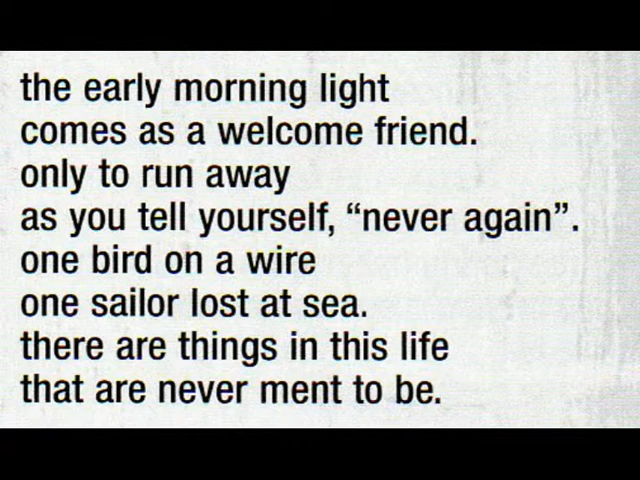 the early morning light
comes as a welcome friend.
only to run away
as you tell yourself, “never again”.
one bird on a wire
one sailor lost at sea.
there are things in this life
that are never ment to be.